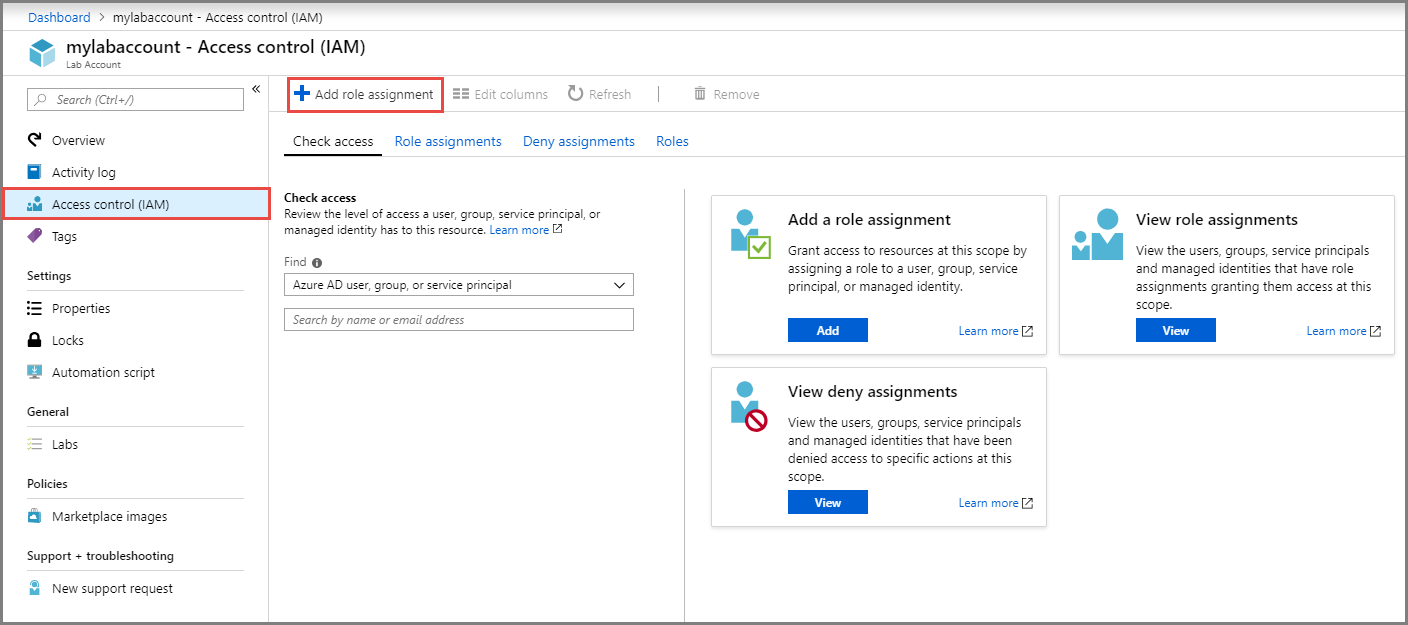 Dashboard > mylabaccount - Access control (IAM)
mylabaccount - Access control (IAM)
Lab Account
Search (Ctrl+/)
«
Overview
Activity log
Access control (IAM)
Tags
Settings
Properties
Locks
Automation script
General
Labs
Policies
Marketplace images
Support + troubleshooting
New support request
Add role assignment
Edit columns
Refresh
Remove
Check access
Role assignments
Deny assignments
Roles
Check access
Review the level of access a user, group, service principal, or
managed identity has to this resource. Learn more
Find
Azure AD user, group, or service principal
Search by name or email address
Add a role assignment
Grant access to resources at this scope by
assigning a role to a user, group, service
principal, or managed identity.
Add
Learn more
View role assignments
View the users, groups, service principals
and managed identities that have role
assignments granting them access at this
scope.
View
Learn more
View deny assignments
View the users, groups, service principals
and managed identities that have been
denied access to specific actions at this
scope.
View
Learn more